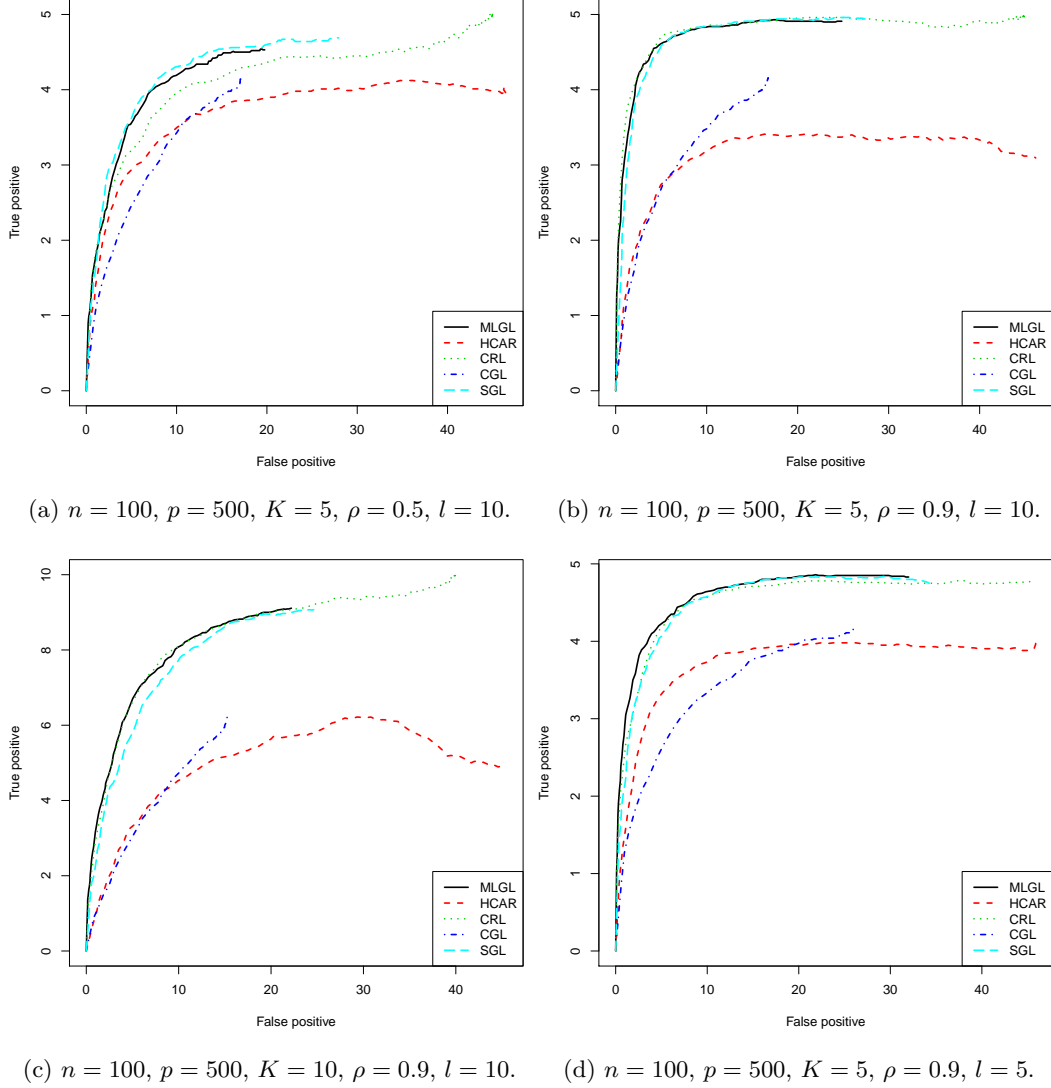 True positive
5
4
3
2
1
0
0 10 20 30 40
False positive
MLGL
HCAR
CRL
CGL
SGL
(a) n = 100, p = 500, K = 5, ρ = 0.5, l = 10.
True positive
5
4
3
2
1
0
0 10 20 30 40
False positive
MLGL
HCAR
CRL
CGL
SGL
(b) n = 100, p = 500, K = 5, ρ = 0.9, l = 10.
True positive
10
8
6
4
2
0
0 10 20 30 40
False positive
MLGL
HCAR
CRL
CGL
SGL
(c) n = 100, p = 500, K = 10, ρ = 0.9, l = 10.
True positive
5
4
3
2
1
0
0 10 20 30 40
False positive
MLGL
HCAR
CRL
CGL
SGL
(d) n = 100, p = 500, K = 5, ρ = 0.9, l = 5.